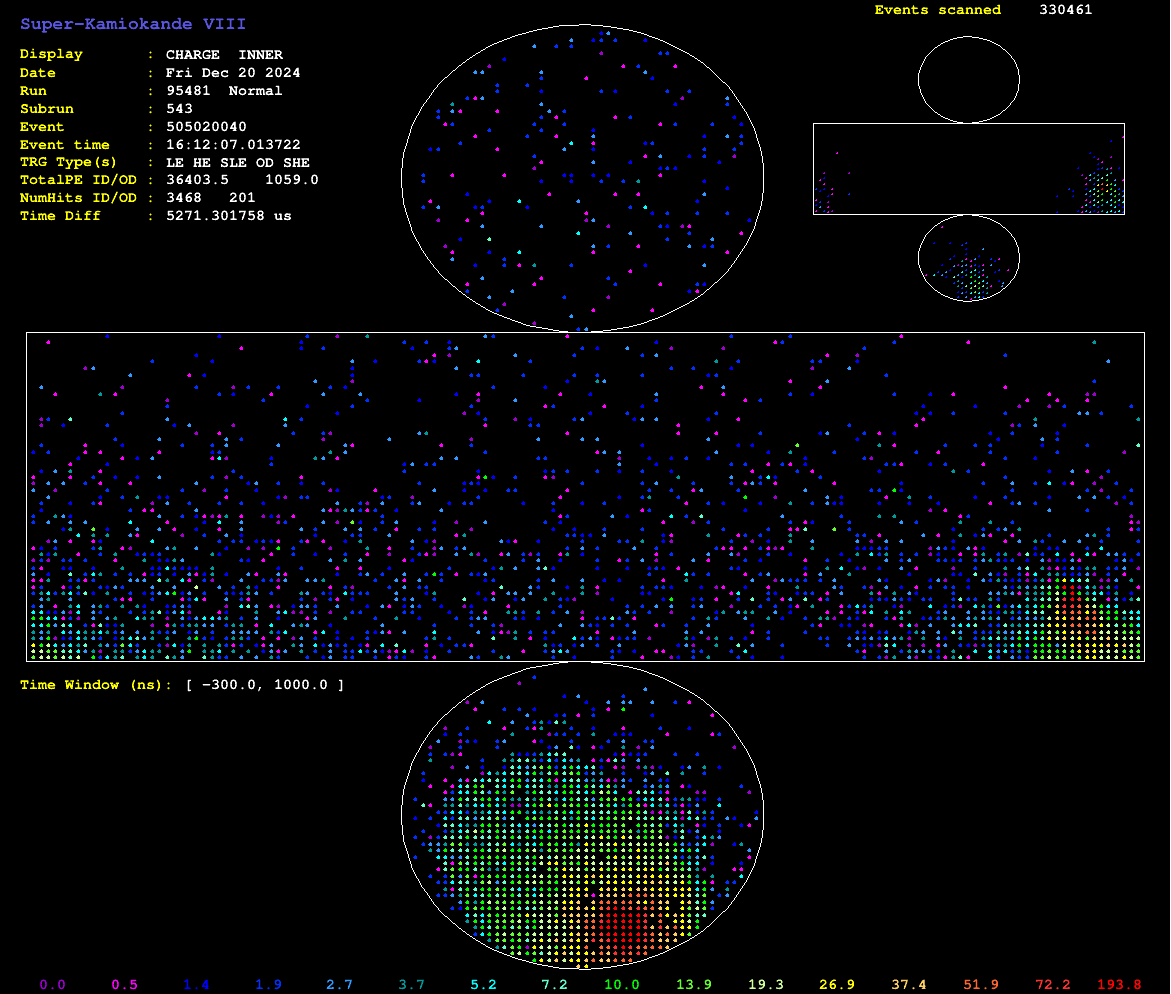 Super-Kamiokande VIII
Events scanned 330461
Display : CHARGE INNER
Date : Fri Dec 20 2024
Run : 95481 Normal
Subrun : 543
Event : 505020040
Event time : 16:12:07.013722
TRG Type(s) : LE HE SLE OD SHE
TotalPE ID/OD : 36403.5 1059.0
NumHits ID/OD : 3468 201
Time Diff : 5271.301758 us
Time Window (ns): [ -300.0, 1000.0 ]
0.0 0.5 1.4 1.9 2.7 3.7 5.2 7.2 10.0 13.9 19.3 26.9 37.4 51.9 72.2 193.8